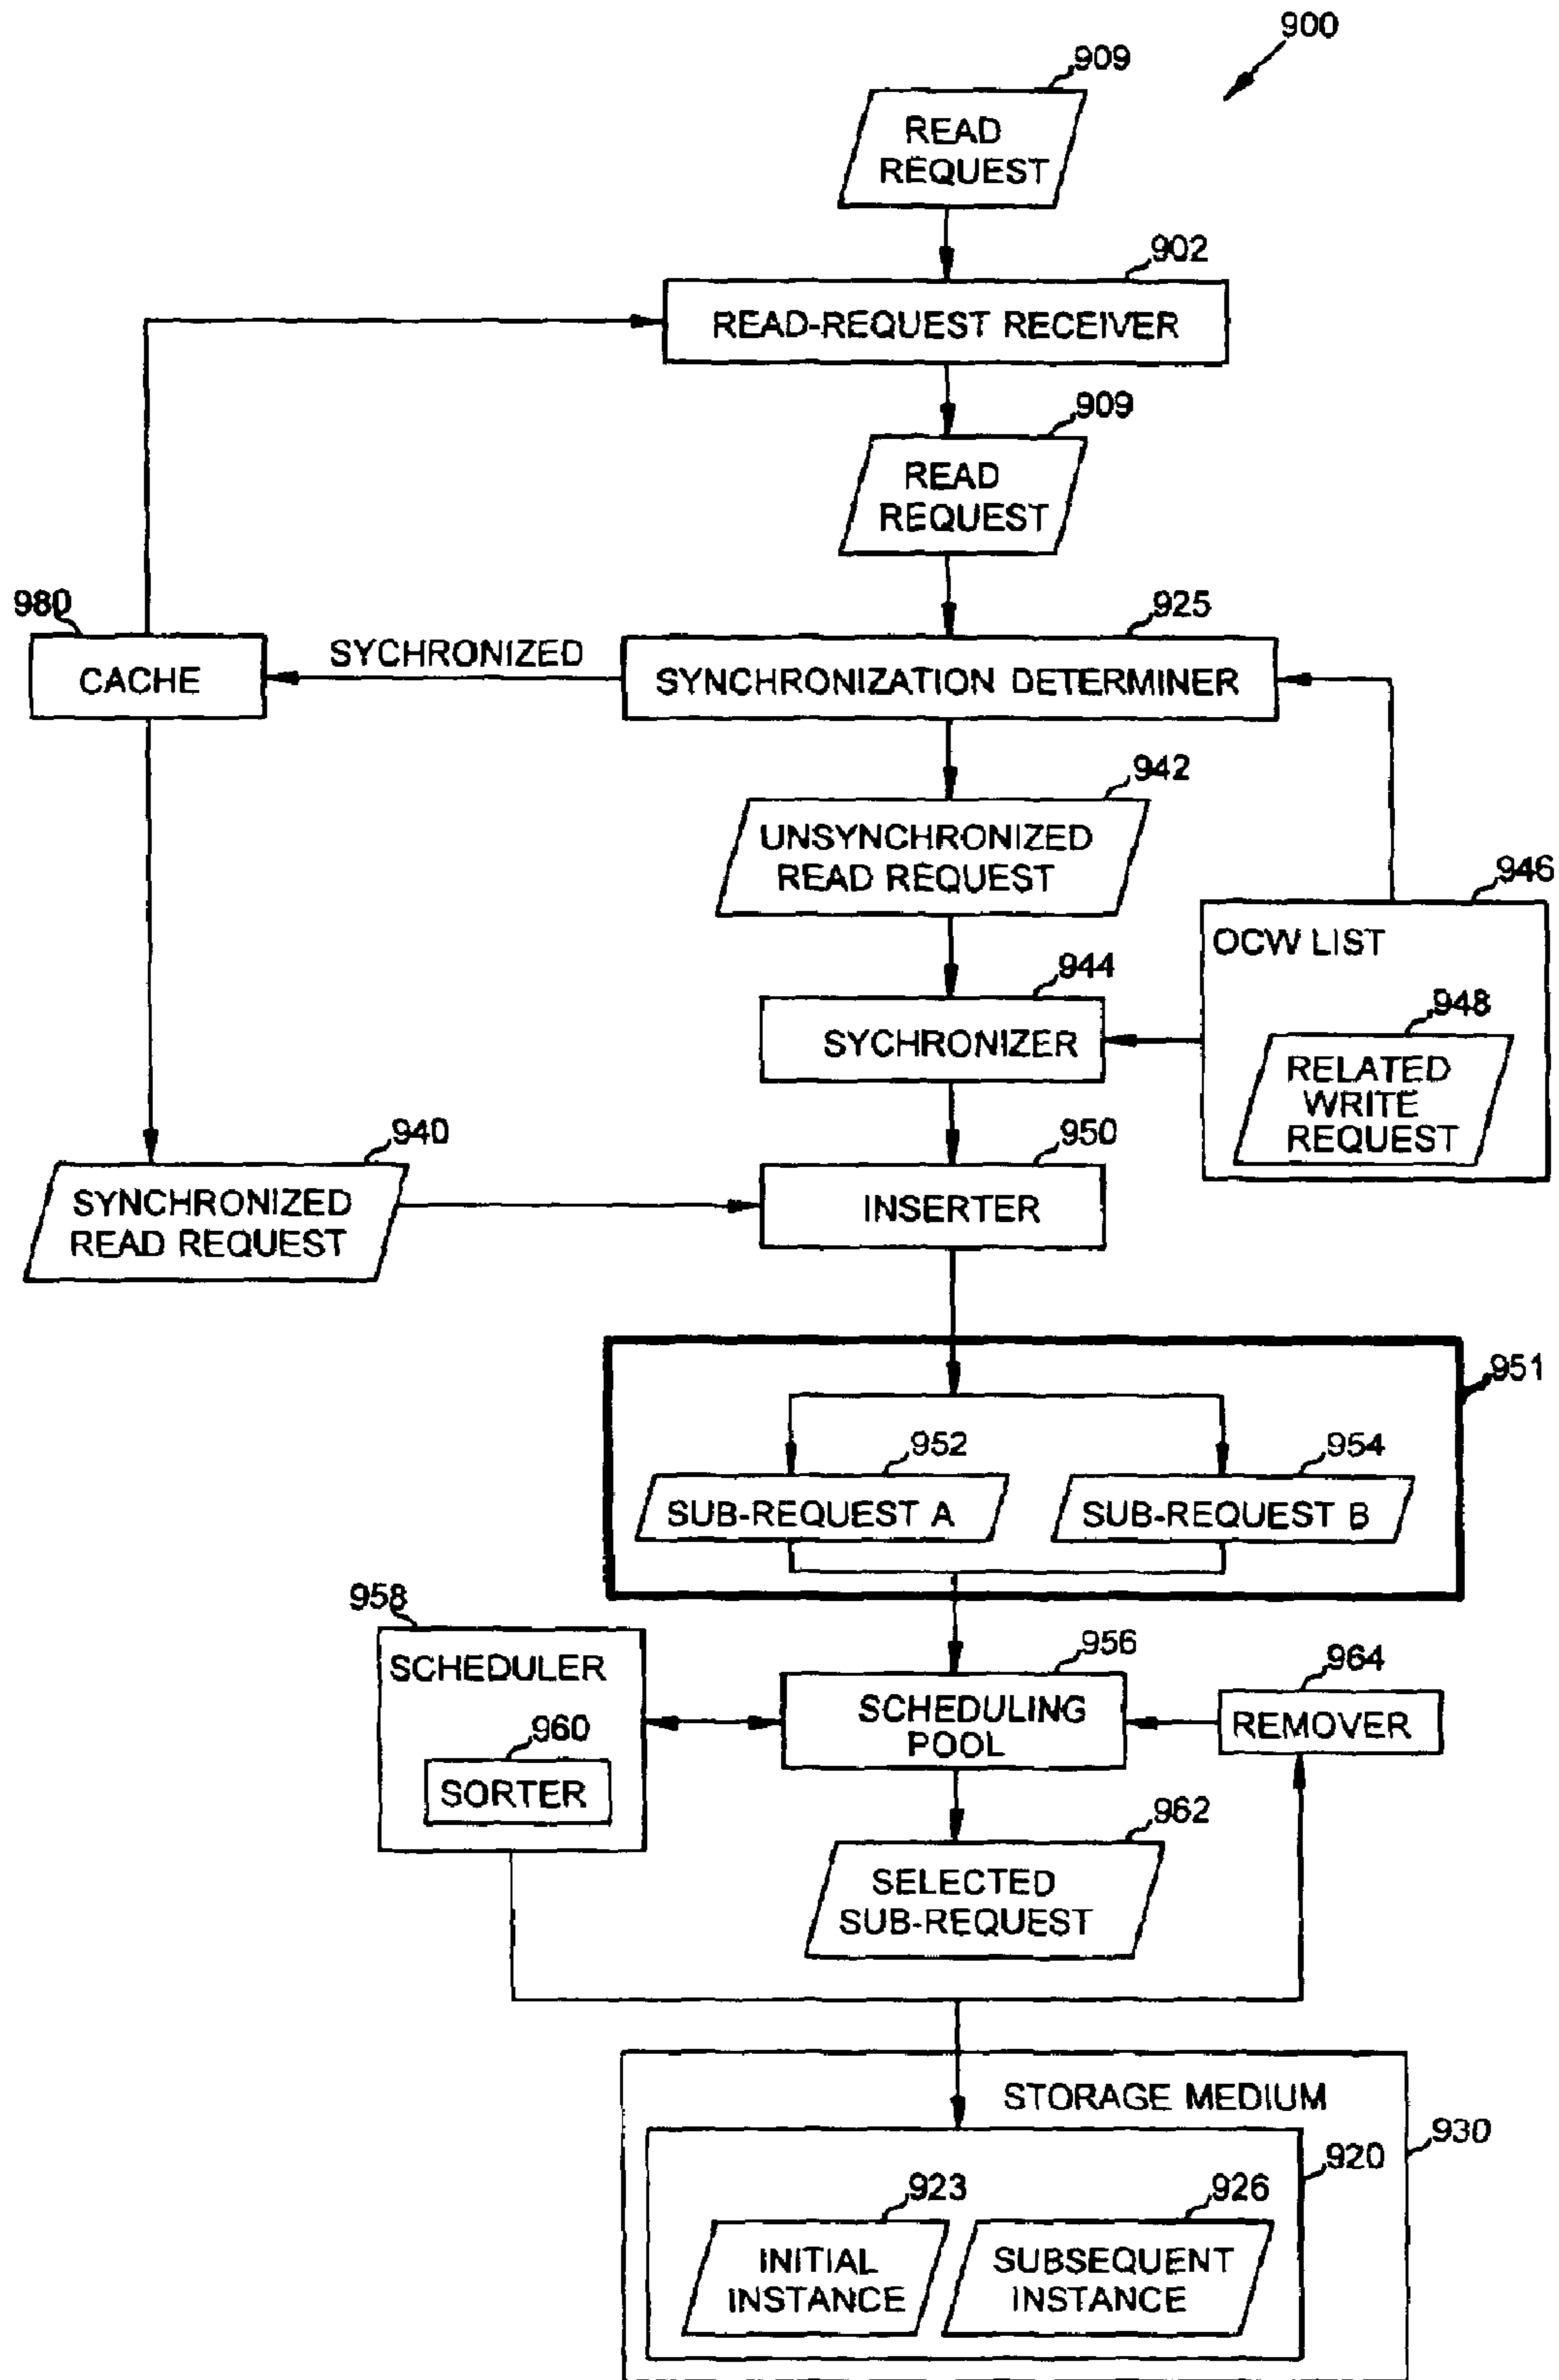 900
909
READ
REQUEST
902
READ-REQUEST RECEIVER
909
READ
REQUEST
980
CACHE
SYCHRONIZED
925
SYNCHRONIZATION DETERMINER
942
UNSYNCHRONIZED
READ REQUEST
946
OCW LIST
944
SYCHRONIZER
948
RELATED
WRITE
REQUEST
940
SYNCHRONIZED
READ REQUEST
950
INSERTER
951
952
SUB-REQUEST A
954
SUB-REQUEST B
958
SCHEDULER
960
SORTER
956
SCHEDULING
POOL
964
REMOVER
962
SELECTED
SUB-REQUEST
STORAGE MEDIUM
930
920
923
INITIAL
INSTANCE
926
SUBSEQUENT
INSTANCE